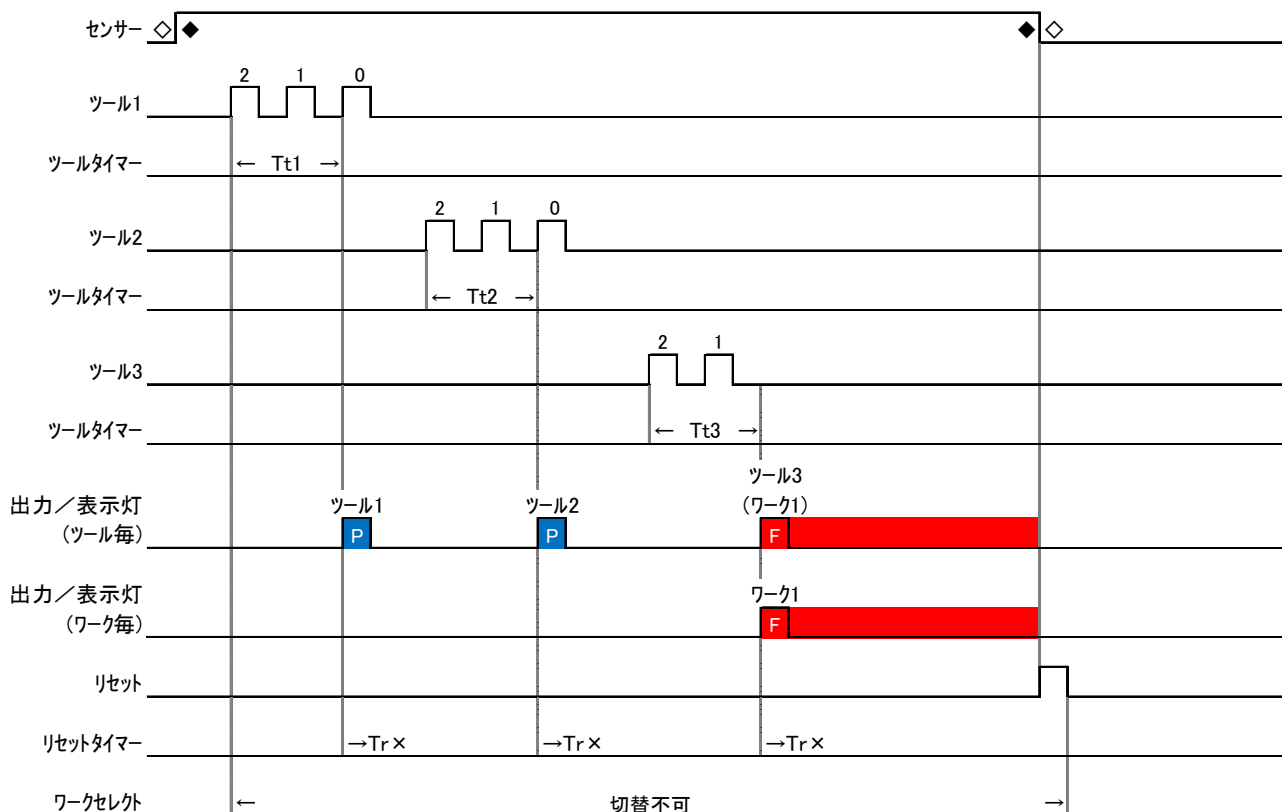 センサー ◇ ◆ ◆ ◇
2 1 0
ツール1
ツールタイマー ← Tt1 →
2 1 0
ツール2
ツールタイマー ← Tt2 →
2 1
ツール3
ツールタイマー ← Tt3 →
ツール3
出力／表示灯 ツール1 ツール2 (ワーク1)
(ツール毎) P P F
出力／表示灯 ワーク1
(ワーク毎) F
リセット
リセットタイマー →Tr× →Tr× →Tr×
ワークセレクト ← 切替不可 →